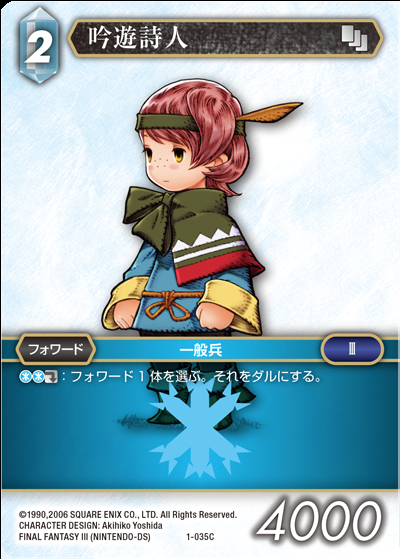 2
吟遊詩人
フォワード
一般兵
III
：フォワード１体を選ぶ。それをダルにする。
©1990,2006 SQUARE ENIX CO., LTD. All Rights Reserved.
CHARACTER DESIGN: Akihiko Yoshida
FINAL FANTASY III (NINTENDO-DS)
1-035C
4000